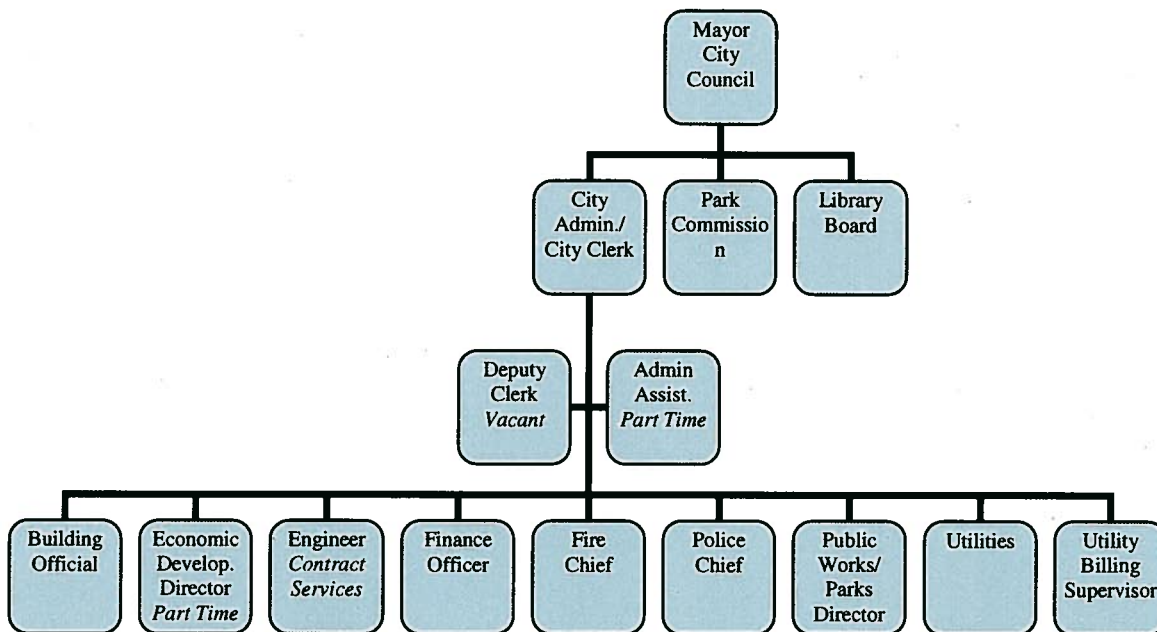 Mayor
City
Council
City
Admin./
City Clerk
Park
Commissio
n
Library
Board
Deputy
Clerk
Vacant
Admin
Assist.
Part Time
Building
Official
Economic
Develop.
Director
Part Time
Engineer
Contract
Services
Finance
Officer
Fire
Chief
Police
Chief
Public
Works/
Parks
Director
Utilities
Utility
Billing
Supervisor